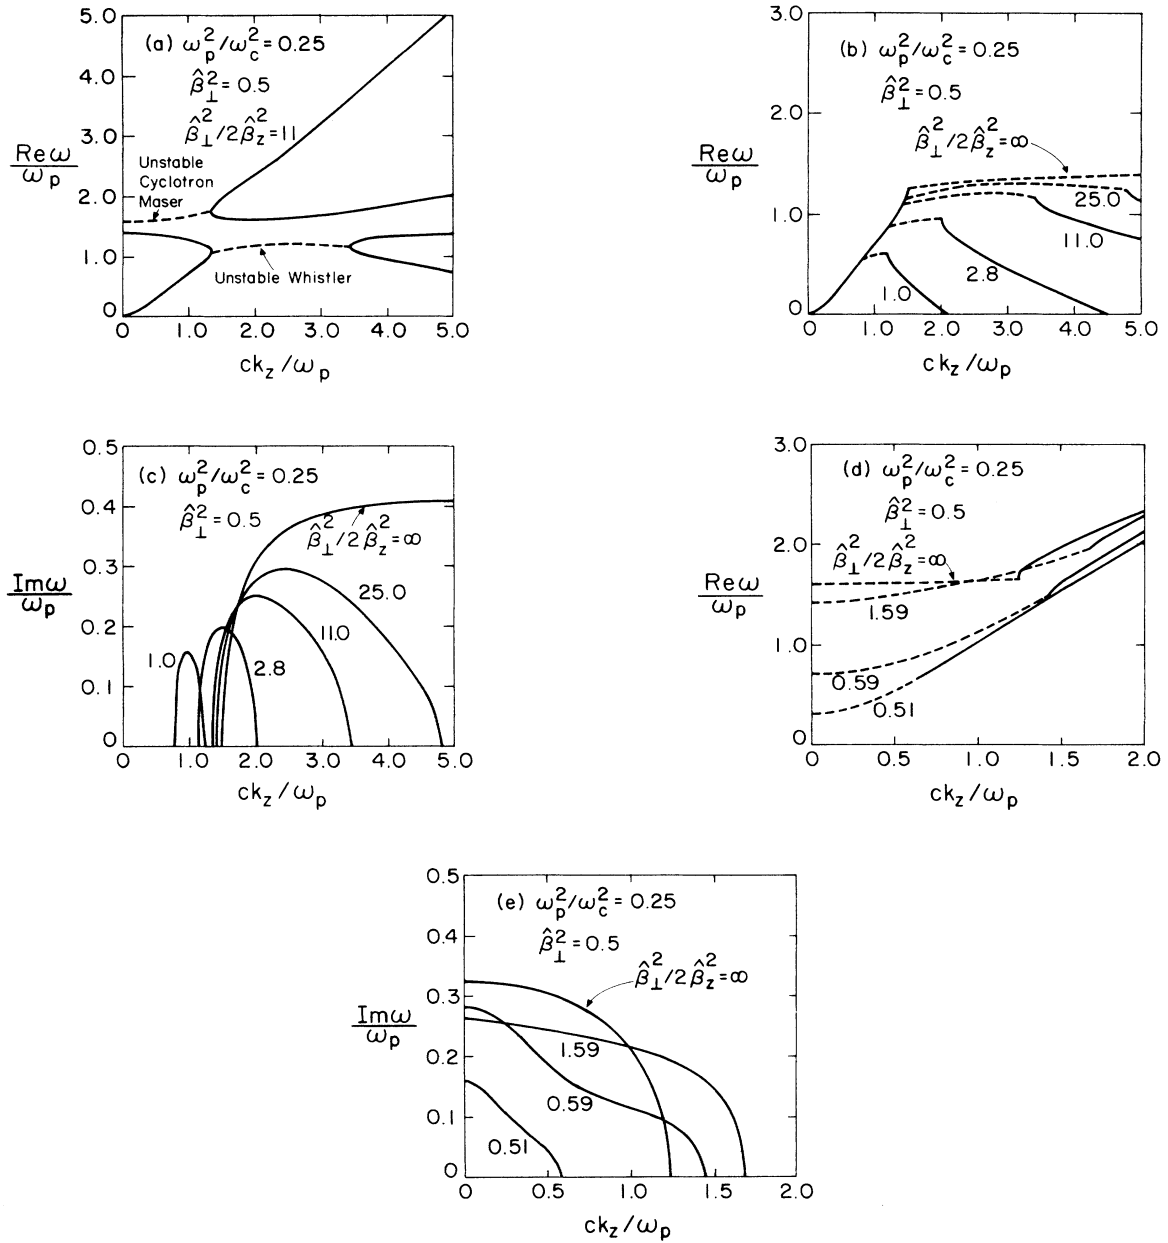 (a) ω_p^2/ω_c^2 = 0.25
β̂_⊥^2 = 0.5
β̂_⊥^2/2β̂_z^2 = 11
Unstable
Cyclotron
Maser
Unstable Whistler
Reω/ω_p
5.0
4.0
3.0
2.0
1.0
0
0 1.0 2.0 3.0 4.0 5.0
ck_z/ω_p
(b) ω_p^2/ω_c^2 = 0.25
β̂_⊥^2 = 0.5
β̂_⊥^2/2β̂_z^2 = ∞
25.0
11.0
2.8
1.0
Reω/ω_p
3.0
2.0
1.0
0
0 1.0 2.0 3.0 4.0 5.0
ck_z/ω_p
(c) ω_p^2/ω_c^2 = 0.25
β̂_⊥^2 = 0.5
β̂_⊥^2/2β̂_z^2 = ∞
25.0
11.0
1.0
2.8
Imω/ω_p
0.5
0.4
0.3
0.2
0.1
0
0 1.0 2.0 3.0 4.0 5.0
ck_z/ω_p
(d) ω_p^2/ω_c^2 = 0.25
β̂_⊥^2 = 0.5
β̂_⊥^2/2β̂_z^2 = ∞
1.59
0.59
0.51
Reω/ω_p
3.0
2.0
1.0
0
0 0.5 1.0 1.5 2.0
ck_z/ω_p
(e) ω_p^2/ω_c^2 = 0.25
β̂_⊥^2 = 0.5
β̂_⊥^2/2β̂_z^2 = ∞
1.59
0.59
0.51
Imω/ω_p
0.5
0.4
0.3
0.2
0.1
0
0 0.5 1.0 1.5 2.0
ck_z/ω_p